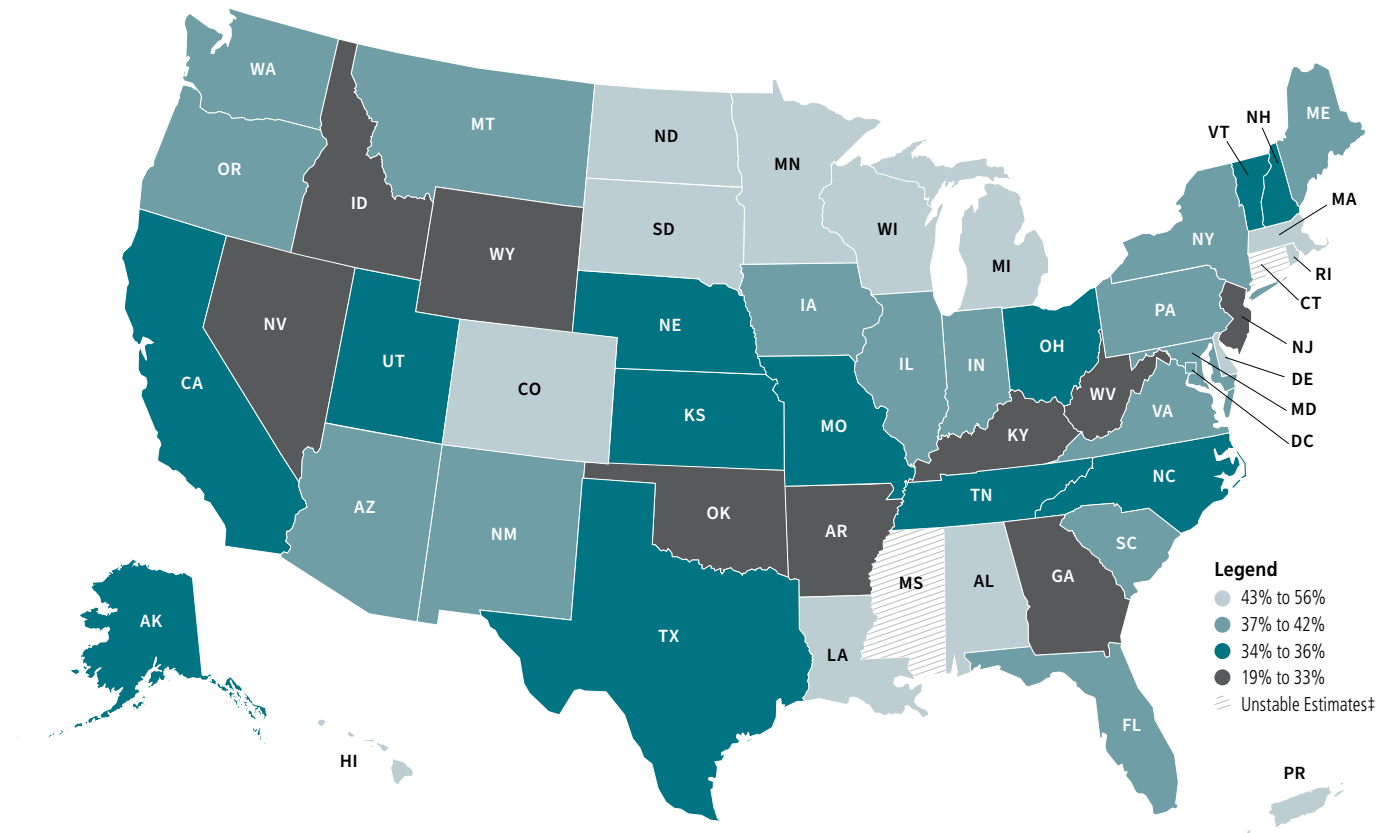 WA
MT
ND
MN
OR
ID
WY
SD
WI
MI
VT
NH
ME
NY
MA
RI
CT
NV
UT
CA
CO
NE
IA
IL
IN
OH
PA
NJ
DE
MD
DC
KS
MO
KY
WV
VA
AZ
NM
OK
AR
TN
NC
SC
MS
AL
GA
TX
LA
FL
AK
HI
PR
Legend
43% to 56%
37% to 42%
34% to 36%
19% to 33%
Unstable Estimates‡